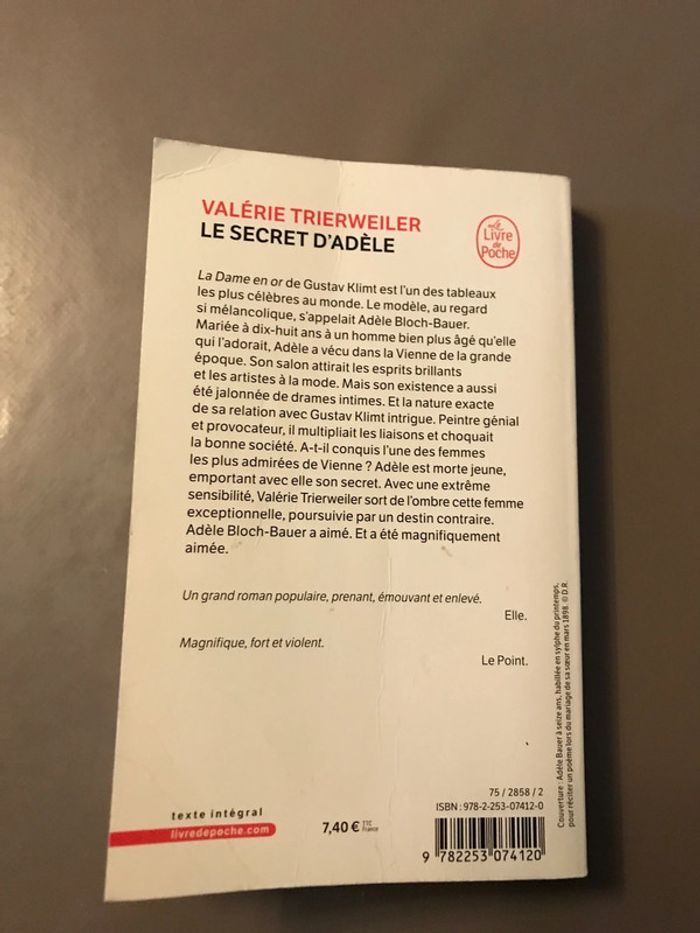 VALÉRIE TRIERWEILER
LE SECRET D'ADÈLE
Le
Livre
de
Poche
La Dame en or de Gustav Klimt est l'un des tableaux
les plus célèbres au monde. Le modèle, au regard
si mélancolique, s'appelait Adèle Bloch-Bauer.
Mariée à dix-huit ans à un homme bien plus âgé qu'elle
qui l'adorait, Adèle a vécu dans la Vienne de la grande
époque. Son salon attirait les esprits brillants
et les artistes à la mode. Mais son existence a aussi
été jalonnée de drames intimes. Et la nature exacte
de sa relation avec Gustav Klimt intrigue. Peintre génial
et provocateur, il multipliait les liaisons et choquait
la bonne société. A-t-il conquis l'une des femmes
les plus admirées de Vienne ? Adèle est morte jeune,
emportant avec elle son secret. Avec une extrême
sensibilité, Valérie Trierweiler sort de l'ombre cette femme
exceptionnelle, poursuivie par un destin contraire.
Adèle Bloch-Bauer a aimé. Et a été magnifiquement
aimée.
Un grand roman populaire, prenant, émouvant et enlevé.
Elle.
Magnifique, fort et violent.
Le Point.
Couverture : Adèle Bauer à seize ans, habillée en sylphe du printemps,
pour réciter un poème lors du mariage de sa sœur en mars 1898. © D.R.
texte intégral
livredepoche.com
7,40 € TTC
France
75 / 2858 / 2
ISBN : 978-2-253-07412-0
9 782253 074120